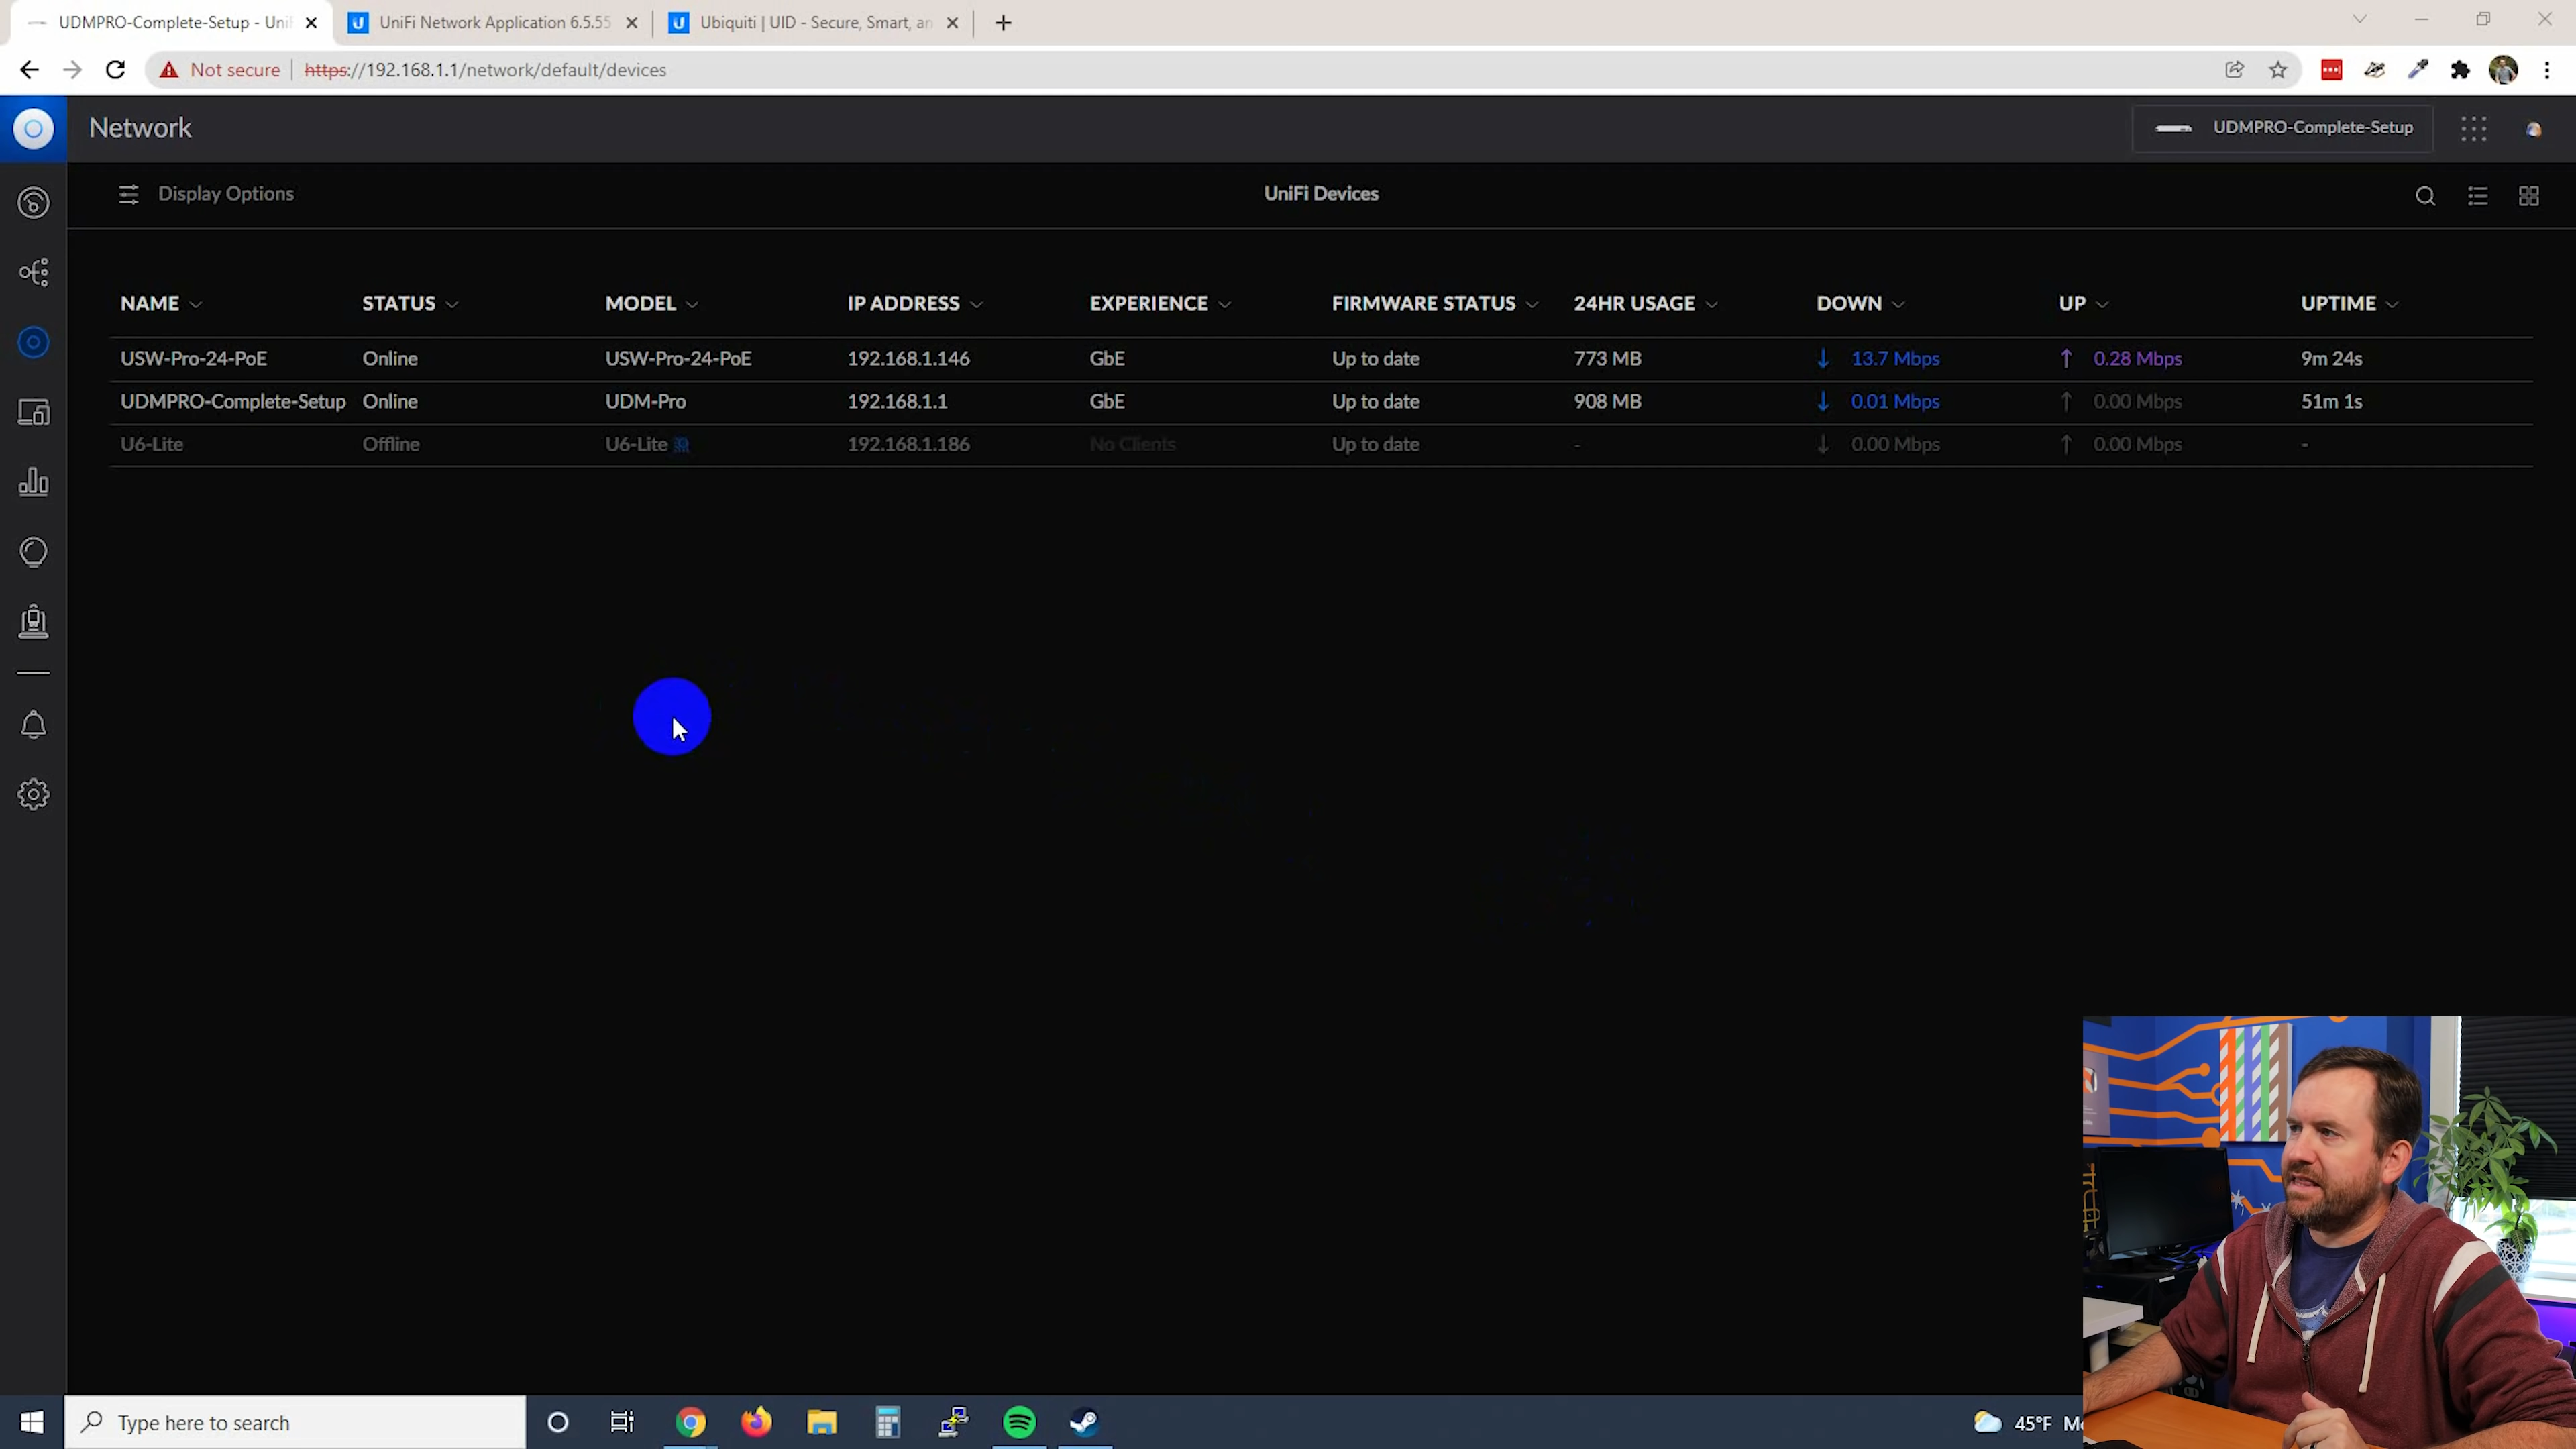 UDMPRO-Complete-Setup - Unif
UniFi Network Application 6.5.55
Ubiquiti | UID - Secure, Smart, an
Not secure
https://192.168.1.1/network/default/devices
Network
UDMPRO-Complete-Setup
Display Options
UniFi Devices
NAME STATUS MODEL IP ADDRESS EXPERIENCE FIRMWARE STATUS 24HR USAGE DOWN UP UPTIME
USW-Pro-24-PoE Online USW-Pro-24-PoE 192.168.1.146 GbE Up to date 773 MB 13.7 Mbps 0.28 Mbps 9m 24s
UDMPRO-Complete-Setup Online UDM-Pro 192.168.1.1 GbE Up to date 908 MB 0.01 Mbps 0.00 Mbps 51m 1s
U6-Lite Offline U6-Lite 192.168.1.186 No Clients Up to date - 0.00 Mbps 0.00 Mbps -
Type here to search
45°F